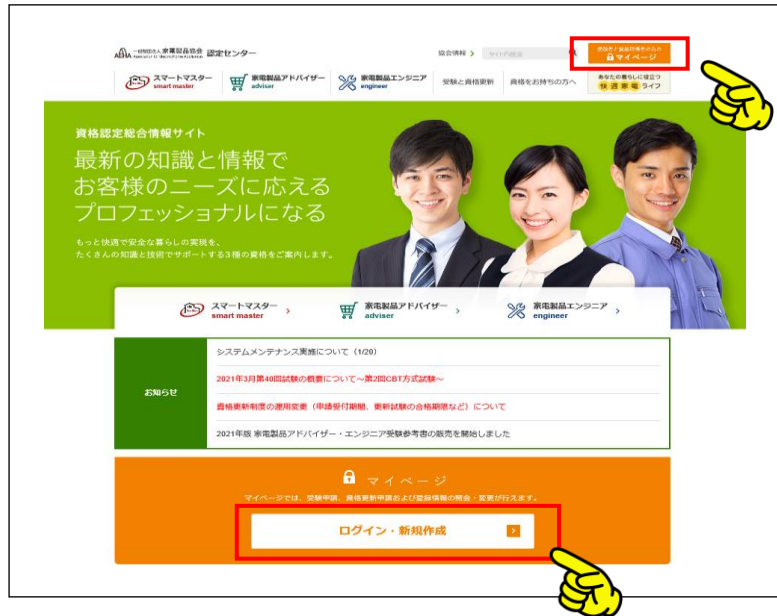 一般財団法人 家電製品協会 認定センター
Association for Electric Home Appliances
協会情報 >
サイト内検索
受験者と資格取得者のための
マイページ
スマートマスター
smart master
家電製品アドバイザー
adviser
家電製品エンジニア
engineer
受験と資格更新
資格をお持ちの方へ
あなたの暮らしに役立つ
快適家電ライフ
資格認定総合情報サイト
最新の知識と情報で
お客様のニーズに応える
プロフェッショナルになる
もっと快適で安全な暮らしの実現を、
たくさんの知識と技術でサポートする3種の資格をご案内します。
スマートマスター
smart master
家電製品アドバイザー
adviser
家電製品エンジニア
engineer
お知らせ
システムメンテナンス実施について（1/20）
2021年3月第40回試験の概要について～第2回CBT方式試験～
資格更新制度の運用変更（申請受付期間、更新試験の合格期限など）について
2021年版 家電製品アドバイザー・エンジニア受験参考書の販売を開始しました
マイページ
マイページでは、受験申請、資格更新申請および登録情報の照会・変更が行えます。
ログイン・新規作成